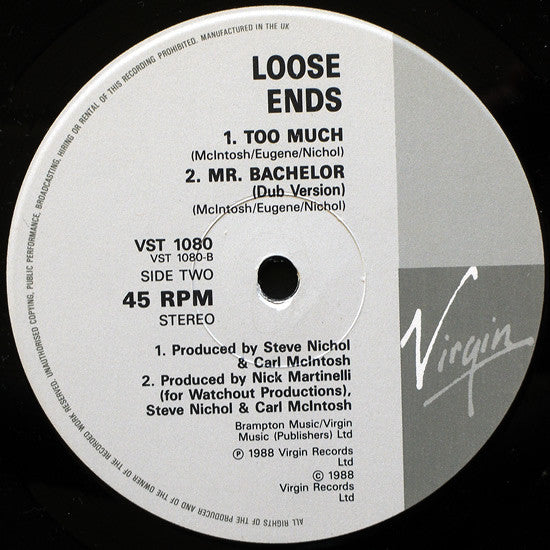 ALL RIGHTS OF THE PRODUCER AND OF THE OWNER OF THE RECORDED WORK RESERVED. UNAUTHORISED COPYING, PUBLIC PERFORMANCE, BROADCASTING, HIRING OR RENTAL OF THIS RECORDING PROHIBITED. MANUFACTURED IN THE UK
LOOSE
ENDS
1. TOO MUCH
(McIntosh/Eugene/Nichol)
2. MR. BACHELOR
(Dub Version)
(McIntosh/Eugene/Nichol)
VST 1080
VST 1080-B
SIDE TWO
45 RPM
STEREO
1. Produced by Steve Nichol
& Carl McIntosh
2. Produced by Nick Martinelli
(for Watchout Productions),
Steve Nichol & Carl McIntosh
Brampton Music/Virgin
Music (Publishers) Ltd
℗ 1988 Virgin Records
Ltd
© 1988
Virgin Records
Ltd
Virgin